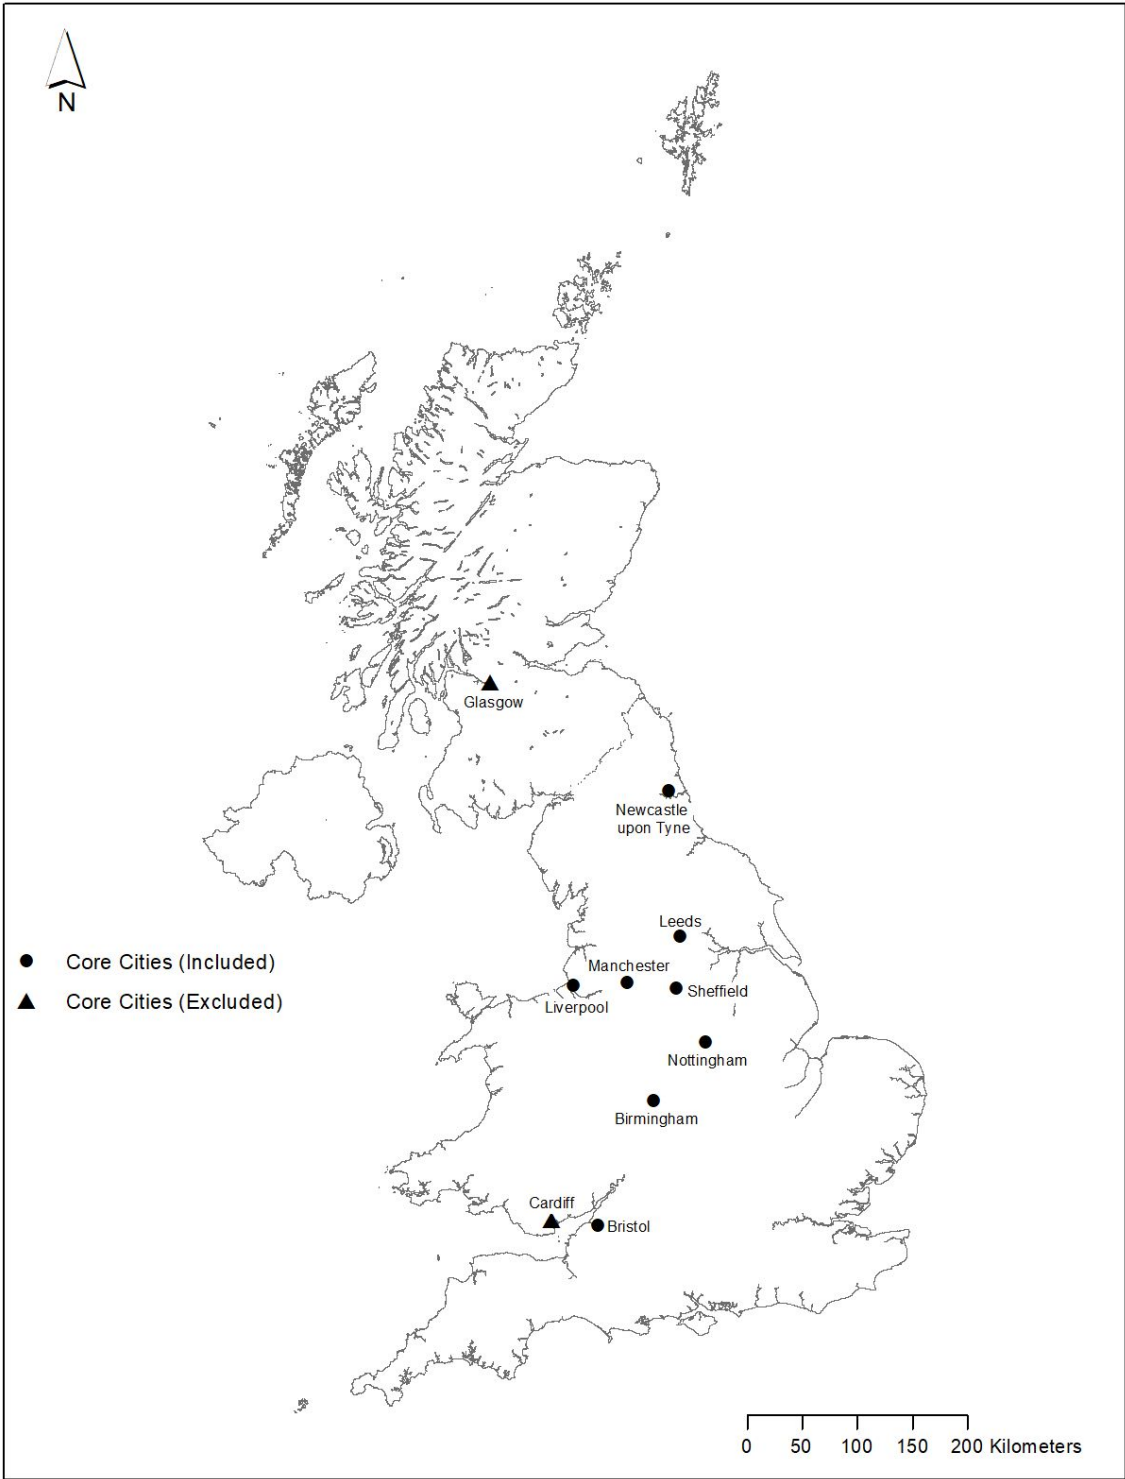 N
Glasgow
Newcastle
upon Tyne
Leeds
Core Cities (Included)
Manchester
Sheffield
Core Cities (Excluded)
Liverpool
Nottingham
Birmingham
Cardiff
Bristol
0 50 100 150 200 Kilometers